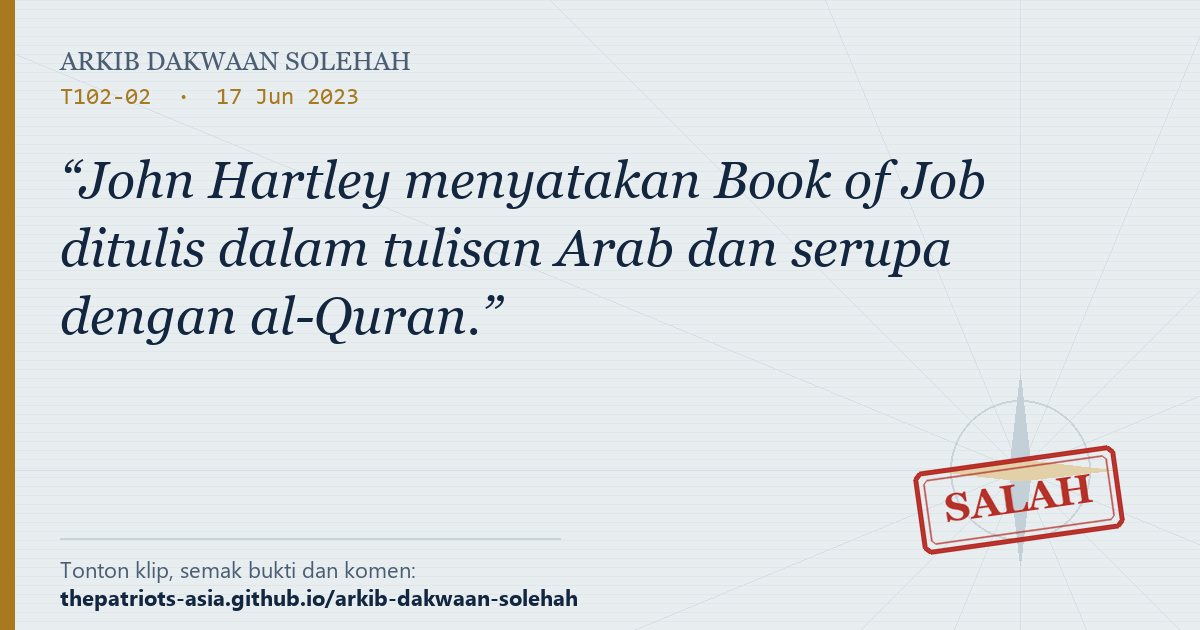 ARKIB DAKWAAN SOLEHAH
T102-02 · 17 Jun 2023
“John Hartley menyatakan Book of Job
ditulis dalam tulisan Arab dan serupa
dengan al-Quran.”
SALAH
Tonton klip, semak bukti dan komen:
thepatriots-asia.github.io/arkib-dakwaan-solehah